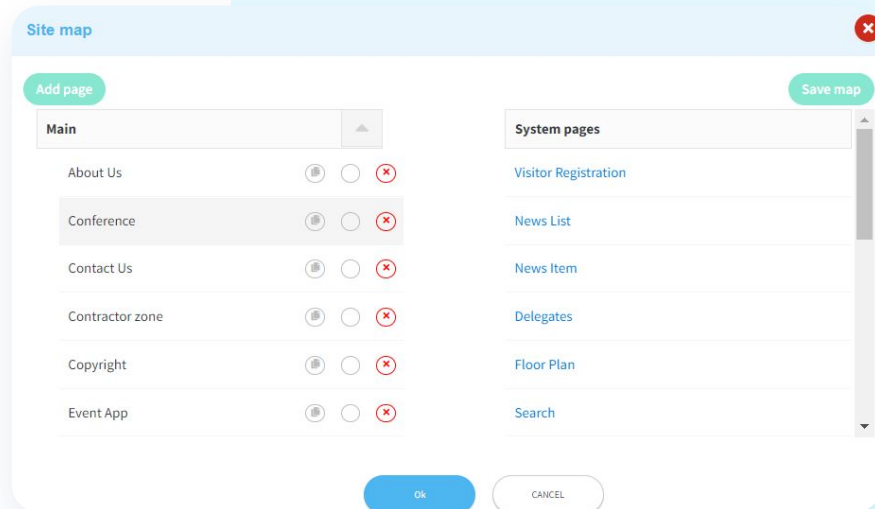 Site map
Add page
Save map
Main
System pages
About Us
Visitor Registration
Conference
News List
Contact Us
News Item
Contractor zone
Delegates
Copyright
Floor Plan
Event App
Search
Ok
CANCEL